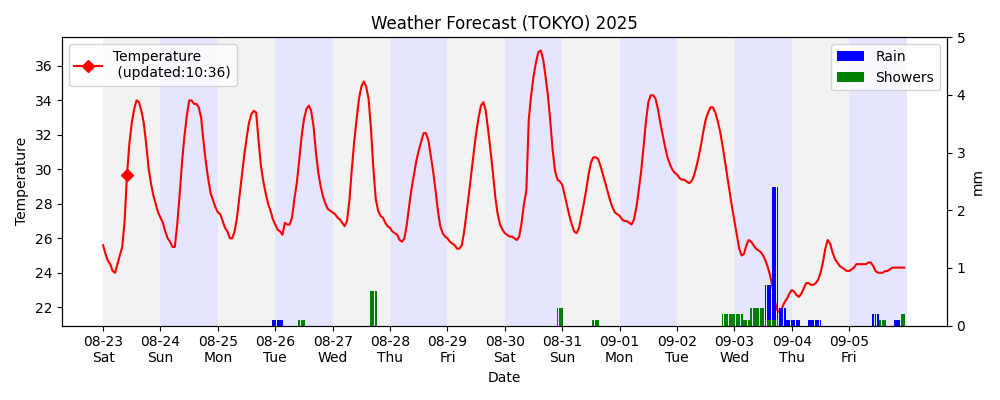 Weather Forecast (TOKYO) 2025
Temperature
(updated:10:36)
Rain
Showers
Temperature
36
34
32
30
28
26
24
22
5
4
3
2
1
0
mm
08-23 08-24 08-25 08-26 08-27 08-28 08-29 08-30 08-31 09-01 09-02 09-03 09-04 09-05
Sat Sun Mon Tue Wed Thu Fri Sat Sun Mon Tue Wed Thu Fri
Date